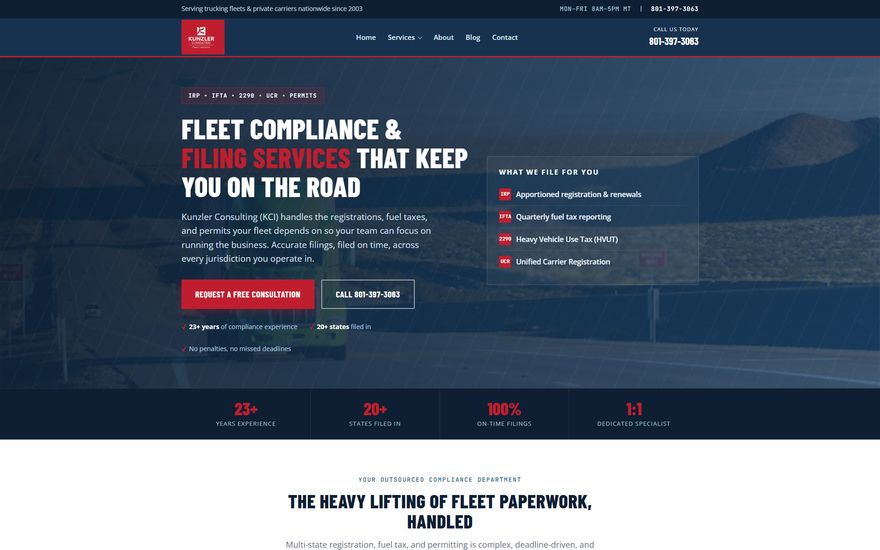 Serving trucking fleets & private carriers nationwide since 2003
MON-FRI 8AM-5PM MT | 801-397-3063
KUNZLER
Home Services About Blog Contact
CALL US TODAY
801-397-3063
IRP • IFTA • 2290 • UCR • PERMITS
FLEET COMPLIANCE &
FILING SERVICES THAT KEEP
YOU ON THE ROAD
Kunzler Consulting (KCI) handles the registrations, fuel taxes,
and permits your fleet depends on so your team can focus on
running the business. Accurate filings, filed on time, across
every jurisdiction you operate in.
REQUEST A FREE CONSULTATION
CALL 801-397-3063
✓ 23+ years of compliance experience ✓ 20+ states filed in
✓ No penalties, no missed deadlines
WHAT WE FILE FOR YOU
IRP Apportioned registration & renewals
IFTA Quarterly fuel tax reporting
2290 Heavy Vehicle Use Tax (HVUT)
UCR Unified Carrier Registration
23+
YEARS EXPERIENCE
20+
STATES FILED IN
100%
ON-TIME FILINGS
1:1
DEDICATED SPECIALIST
YOUR OUTSOURCED COMPLIANCE DEPARTMENT
THE HEAVY LIFTING OF FLEET PAPERWORK,
HANDLED
Multi-state registration, fuel tax, and permitting is complex, deadline-driven, and